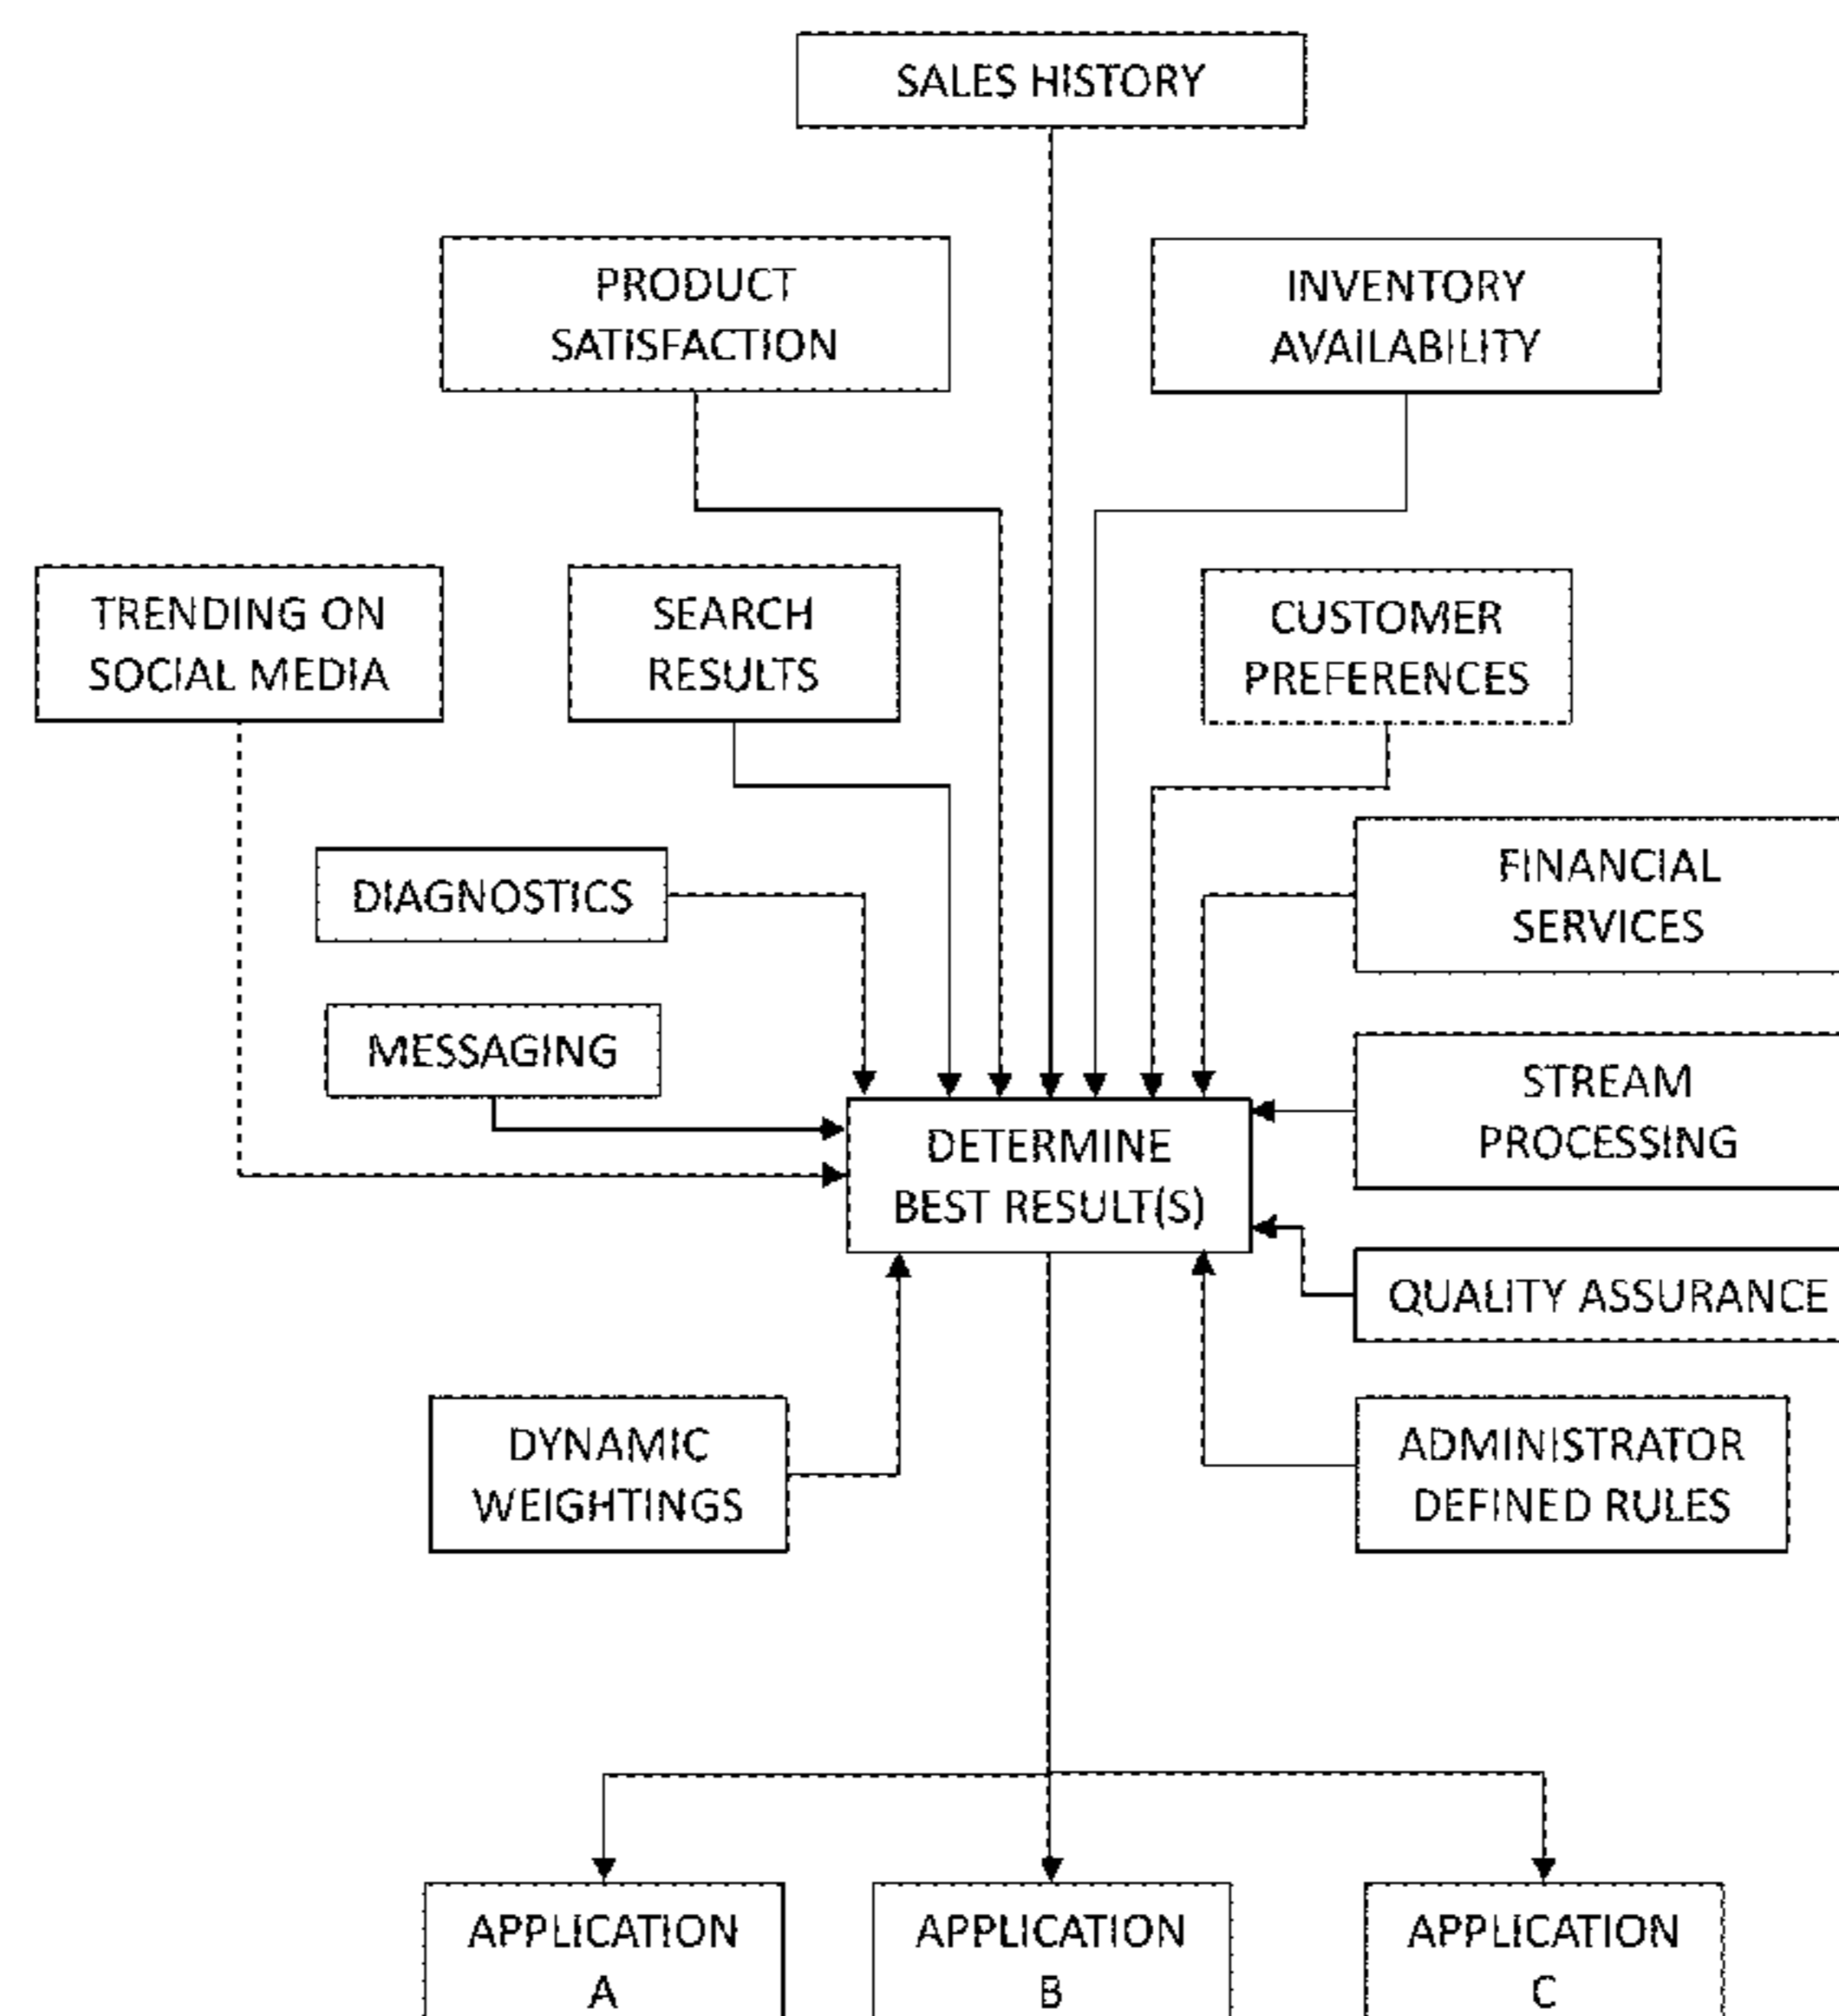 SALES HISTORY
PRODUCT
SATISFACTION
INVENTORY
AVAILABILITY
TRENDING ON
SOCIAL MEDIA
SEARCH
RESULTS
CUSTOMER
PREFERENCES
DIAGNOSTICS
FINANCIAL
SERVICES
MESSAGING
STREAM
PROCESSING
DETERMINE
BEST RESULT(S)
QUALITY ASSURANCE
DYNAMIC
WEIGHTINGS
ADMINISTRATOR
DEFINED RULES
APPLICATION
A
APPLICATION
B
APPLICATION
C